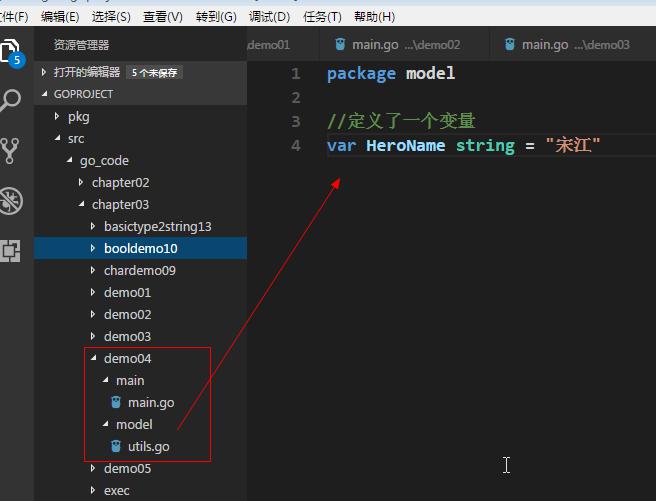 文件(F) 编辑(E) 选择(S) 查看(V) 转到(G) 调试(D) 任务(T) 帮助(H)
资源管理器
\demo01 main.go ...\demo02 main.go ...\demo03
5
打开的编辑器 5 个未保存
GOPROJECT
pkg
src
go_code
chapter02
chapter03
basictype2string13
booldemo10
chardemo09
demo01
demo02
demo03
demo04
main
main.go
model
utils.go
demo05
exec
1 package model
2
3 //定义了一个变量
4 var HeroName string = "宋江"